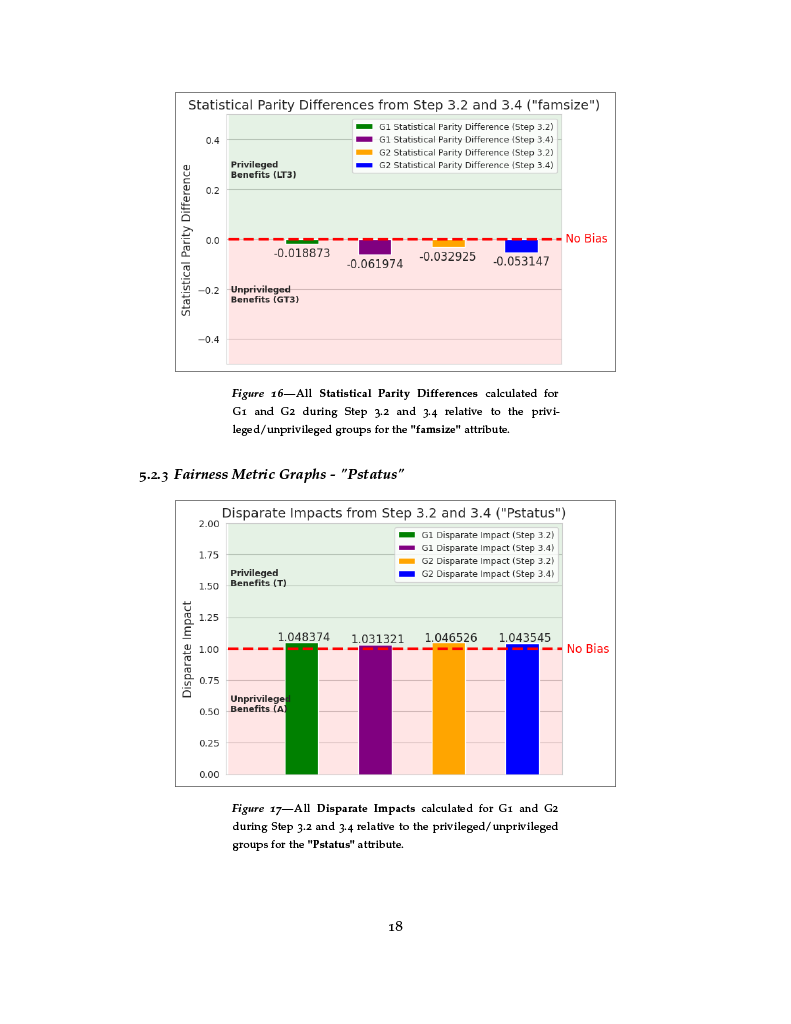 Statistical Parity Differences from Step 3.2 and 3.4 ("famsize")
G1 Statistical Parity Difference (Step 3.2)
G1 Statistical Parity Difference (Step 3.4)
G2 Statistical Parity Difference (Step 3.2)
G2 Statistical Parity Difference (Step 3.4)
Statistical Parity Difference
0.4
0.2
0.0
−0.2
−0.4
Privileged
Benefits (LT3)
No Bias
-0.018873
-0.061974
-0.032925
-0.053147
Unprivileged
Benefits (GT3)
Figure 16—All Statistical Parity Differences calculated for
G1 and G2 during Step 3.2 and 3.4 relative to the privi-
leged/unprivileged groups for the "famsize" attribute.
5.2.3 Fairness Metric Graphs - "Pstatus"
Disparate Impacts from Step 3.2 and 3.4 ("Pstatus")
G1 Disparate Impact (Step 3.2)
G1 Disparate Impact (Step 3.4)
G2 Disparate Impact (Step 3.2)
G2 Disparate Impact (Step 3.4)
Disparate Impact
2.00
1.75
1.50
1.25
1.00
0.75
0.50
0.25
0.00
Privileged
Benefits (T)
1.048374
1.031321
1.046526
1.043545
No Bias
Unprivileged
Benefits (A)
Figure 17—All Disparate Impacts calculated for G1 and G2
during Step 3.2 and 3.4 relative to the privileged/unprivileged
groups for the "Pstatus" attribute.
18